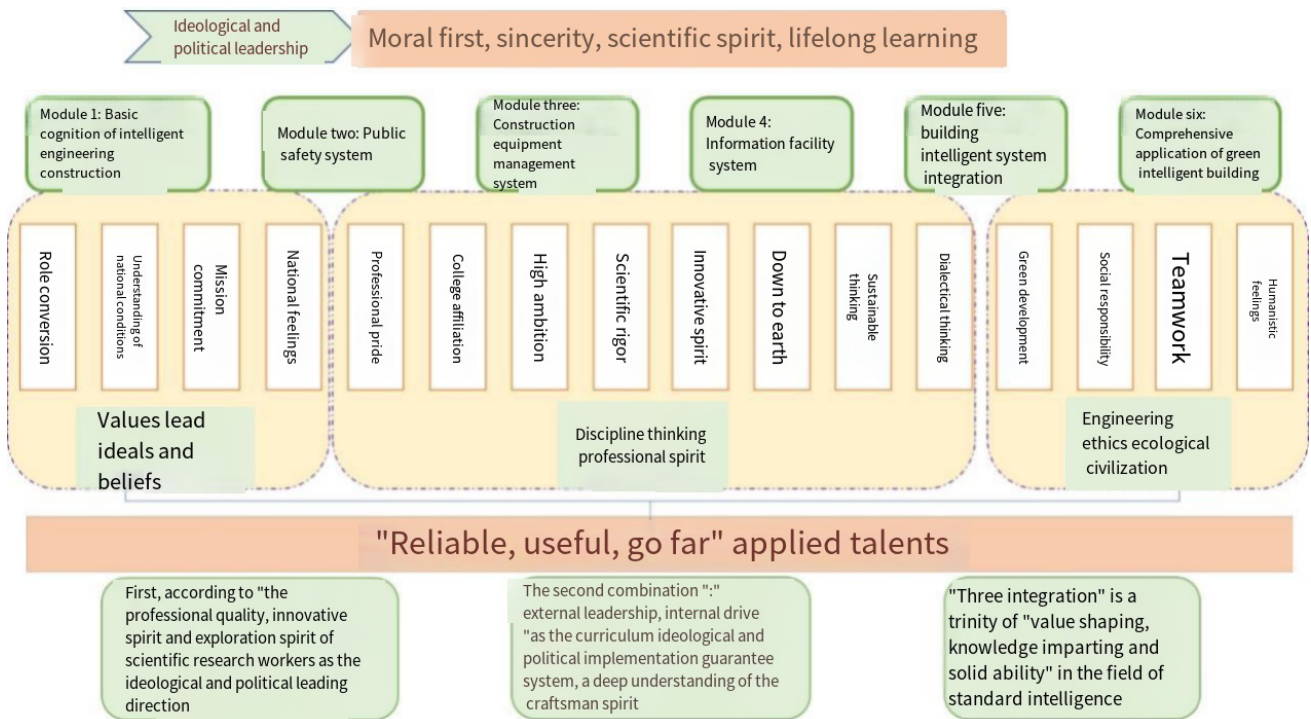 Ideological and
political leadership
Moral first, sincerity, scientific spirit, lifelong learning
Module 1: Basic
cognition of intelligent
engineering
construction
Module two: Public
safety system
Module three:
Construction
equipment
management
system
Module 4:
Information facility
system
Module five:
building
intelligent system
integration
Module six:
Comprehensive
application of green
intelligent building
Role conversion
Understanding of
national conditions
Mission
commitment
National feelings
Professional pride
College affiliation
High ambition
Scientific rigor
Innovative spirit
Down to earth
Sustainable
thinking
Dialectical thinking
Green development
Social responsibility
Teamwork
Humanistic
feelings
Values lead
ideals and
beliefs
Discipline thinking
professional spirit
Engineering
ethics ecological
civilization
"Reliable, useful, go far" applied talents
First, according to "the
professional quality, innovative
spirit and exploration spirit of
scientific research workers as the
ideological and political leading
direction
The second combination ":"
external leadership, internal drive
"as the curriculum ideological and
political implementation guarantee
system, a deep understanding of the
craftsman spirit
"Three integration" is a
trinity of "value shaping,
knowledge imparting and
solid ability" in the field of
standard intelligence